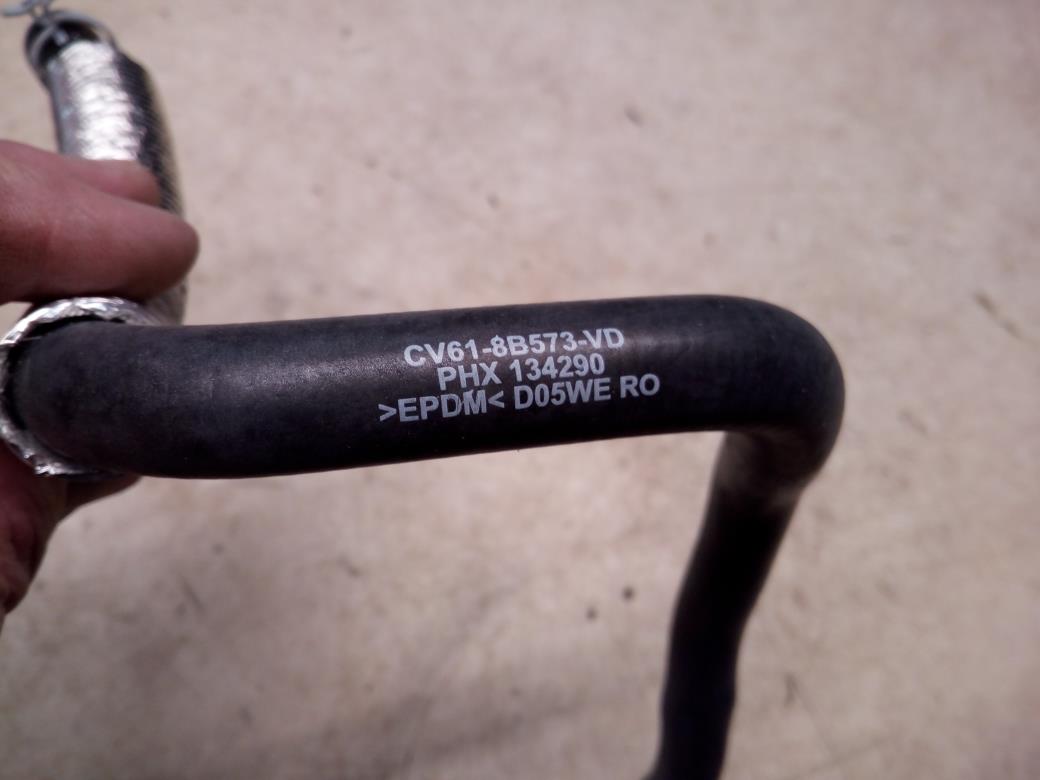 CV61-8B573-VD
PHX 134290
>EPDM< D05WE RO